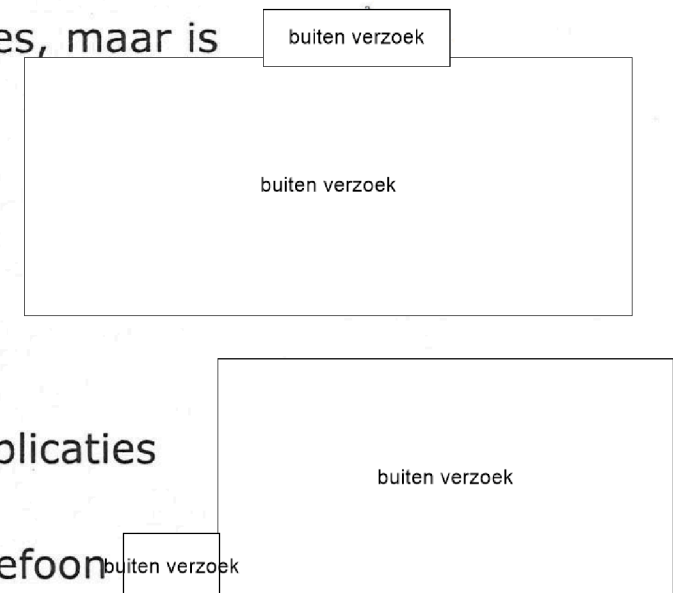 es, maar is buiten verzoek
buiten verzoek
plicaties
buiten verzoek
efoon buiten verzoek